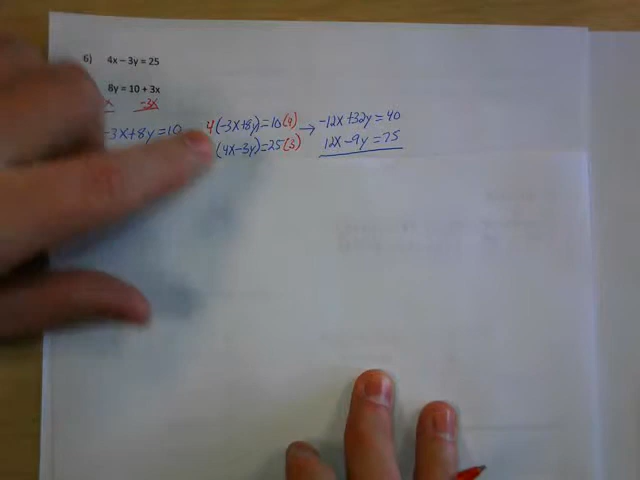 6) 4x – 3y = 25
8y = 10 + 3x
-3x
-3x+8y=10
4(-3x+8y)=10(4) → -12x+32y=40
(4x-3y)=25(3) 12x-9y=75